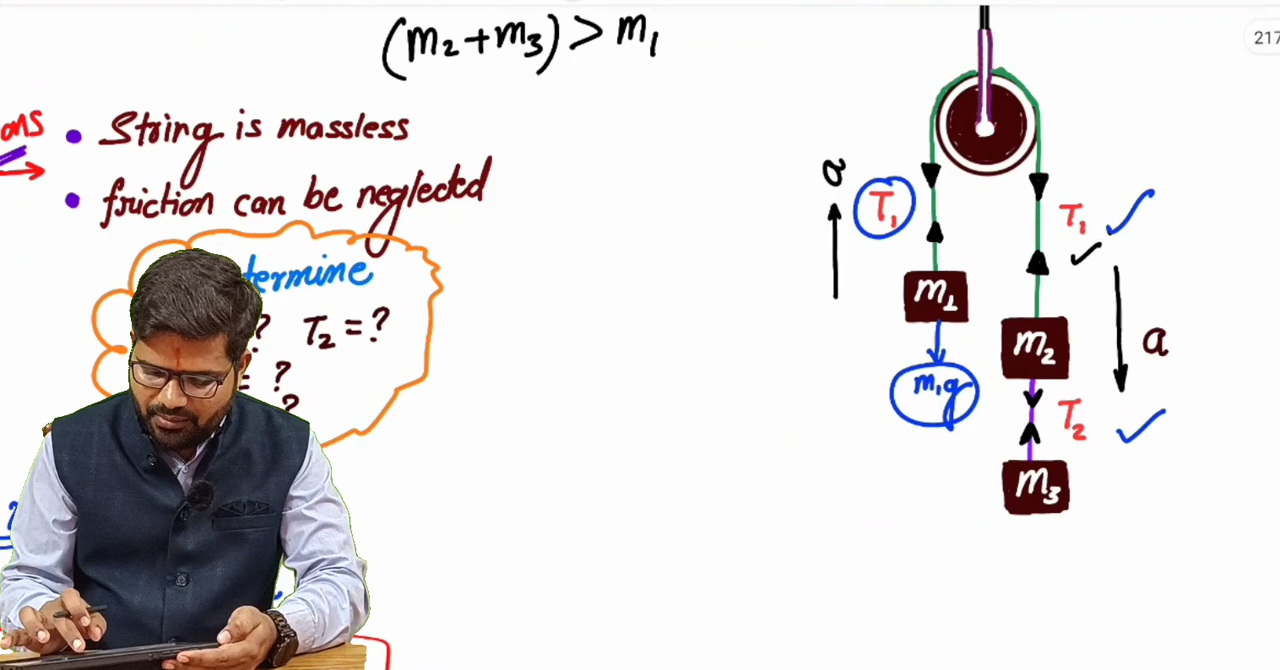 (m₂+m₃) > m₁
217
ons
• String is massless
• friction can be neglected
termine
? T₂ = ?
= ?
?
a
T₁
T₁
m₁
m₁g
m₂
a
T₂
m₃